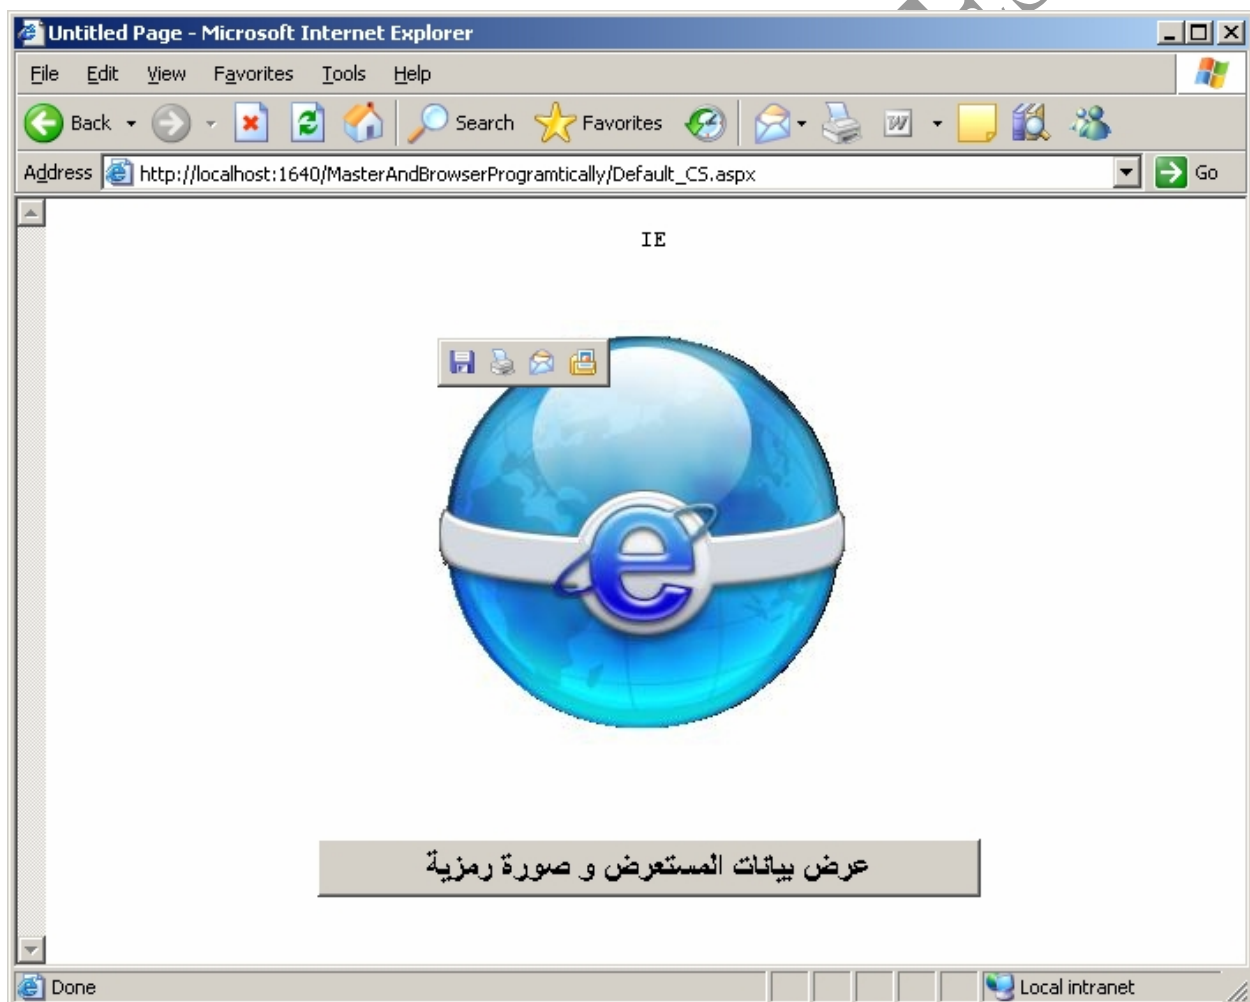 Untitled Page - Microsoft Internet Explorer
File Edit View Favorites Tools Help
Back Search Favorites
Address http://localhost:1640/MasterAndBrowserProgramtically/Default_CS.aspx Go
IE
e
عرض بيانات المستعرض و صورة رمزية
Done Local intranet